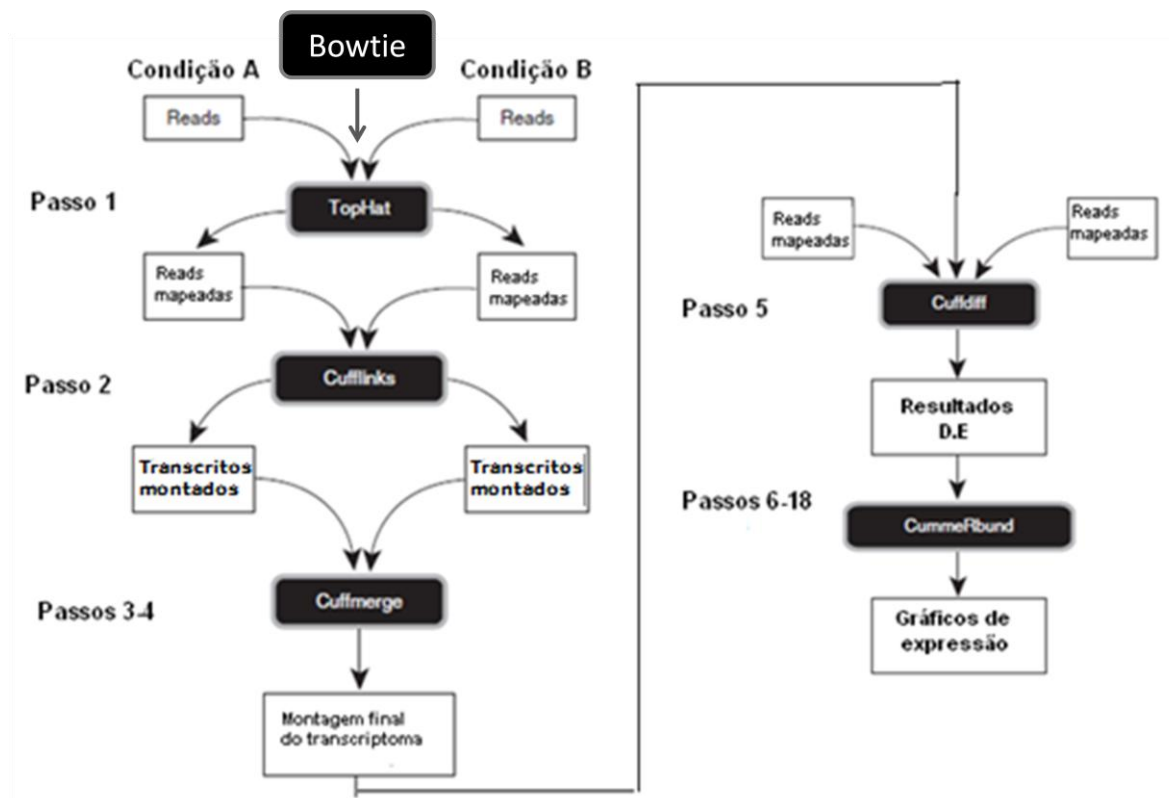 Bowtie
Condição A
Condição B
Reads
Reads
Passo 1
TopHat
Reads
mapeadas
Reads
mapeadas
Passo 2
Cufflinks
Transcritos
montados
Transcritos
montados
Passos 3-4
Cuffmerge
Montagem final
do transcriptoma
Reads
mapeadas
Reads
mapeadas
Passo 5
Cuffdiff
Resultados
D.E
Passos 6-18
CummeRbund
Gráficos de
expressão